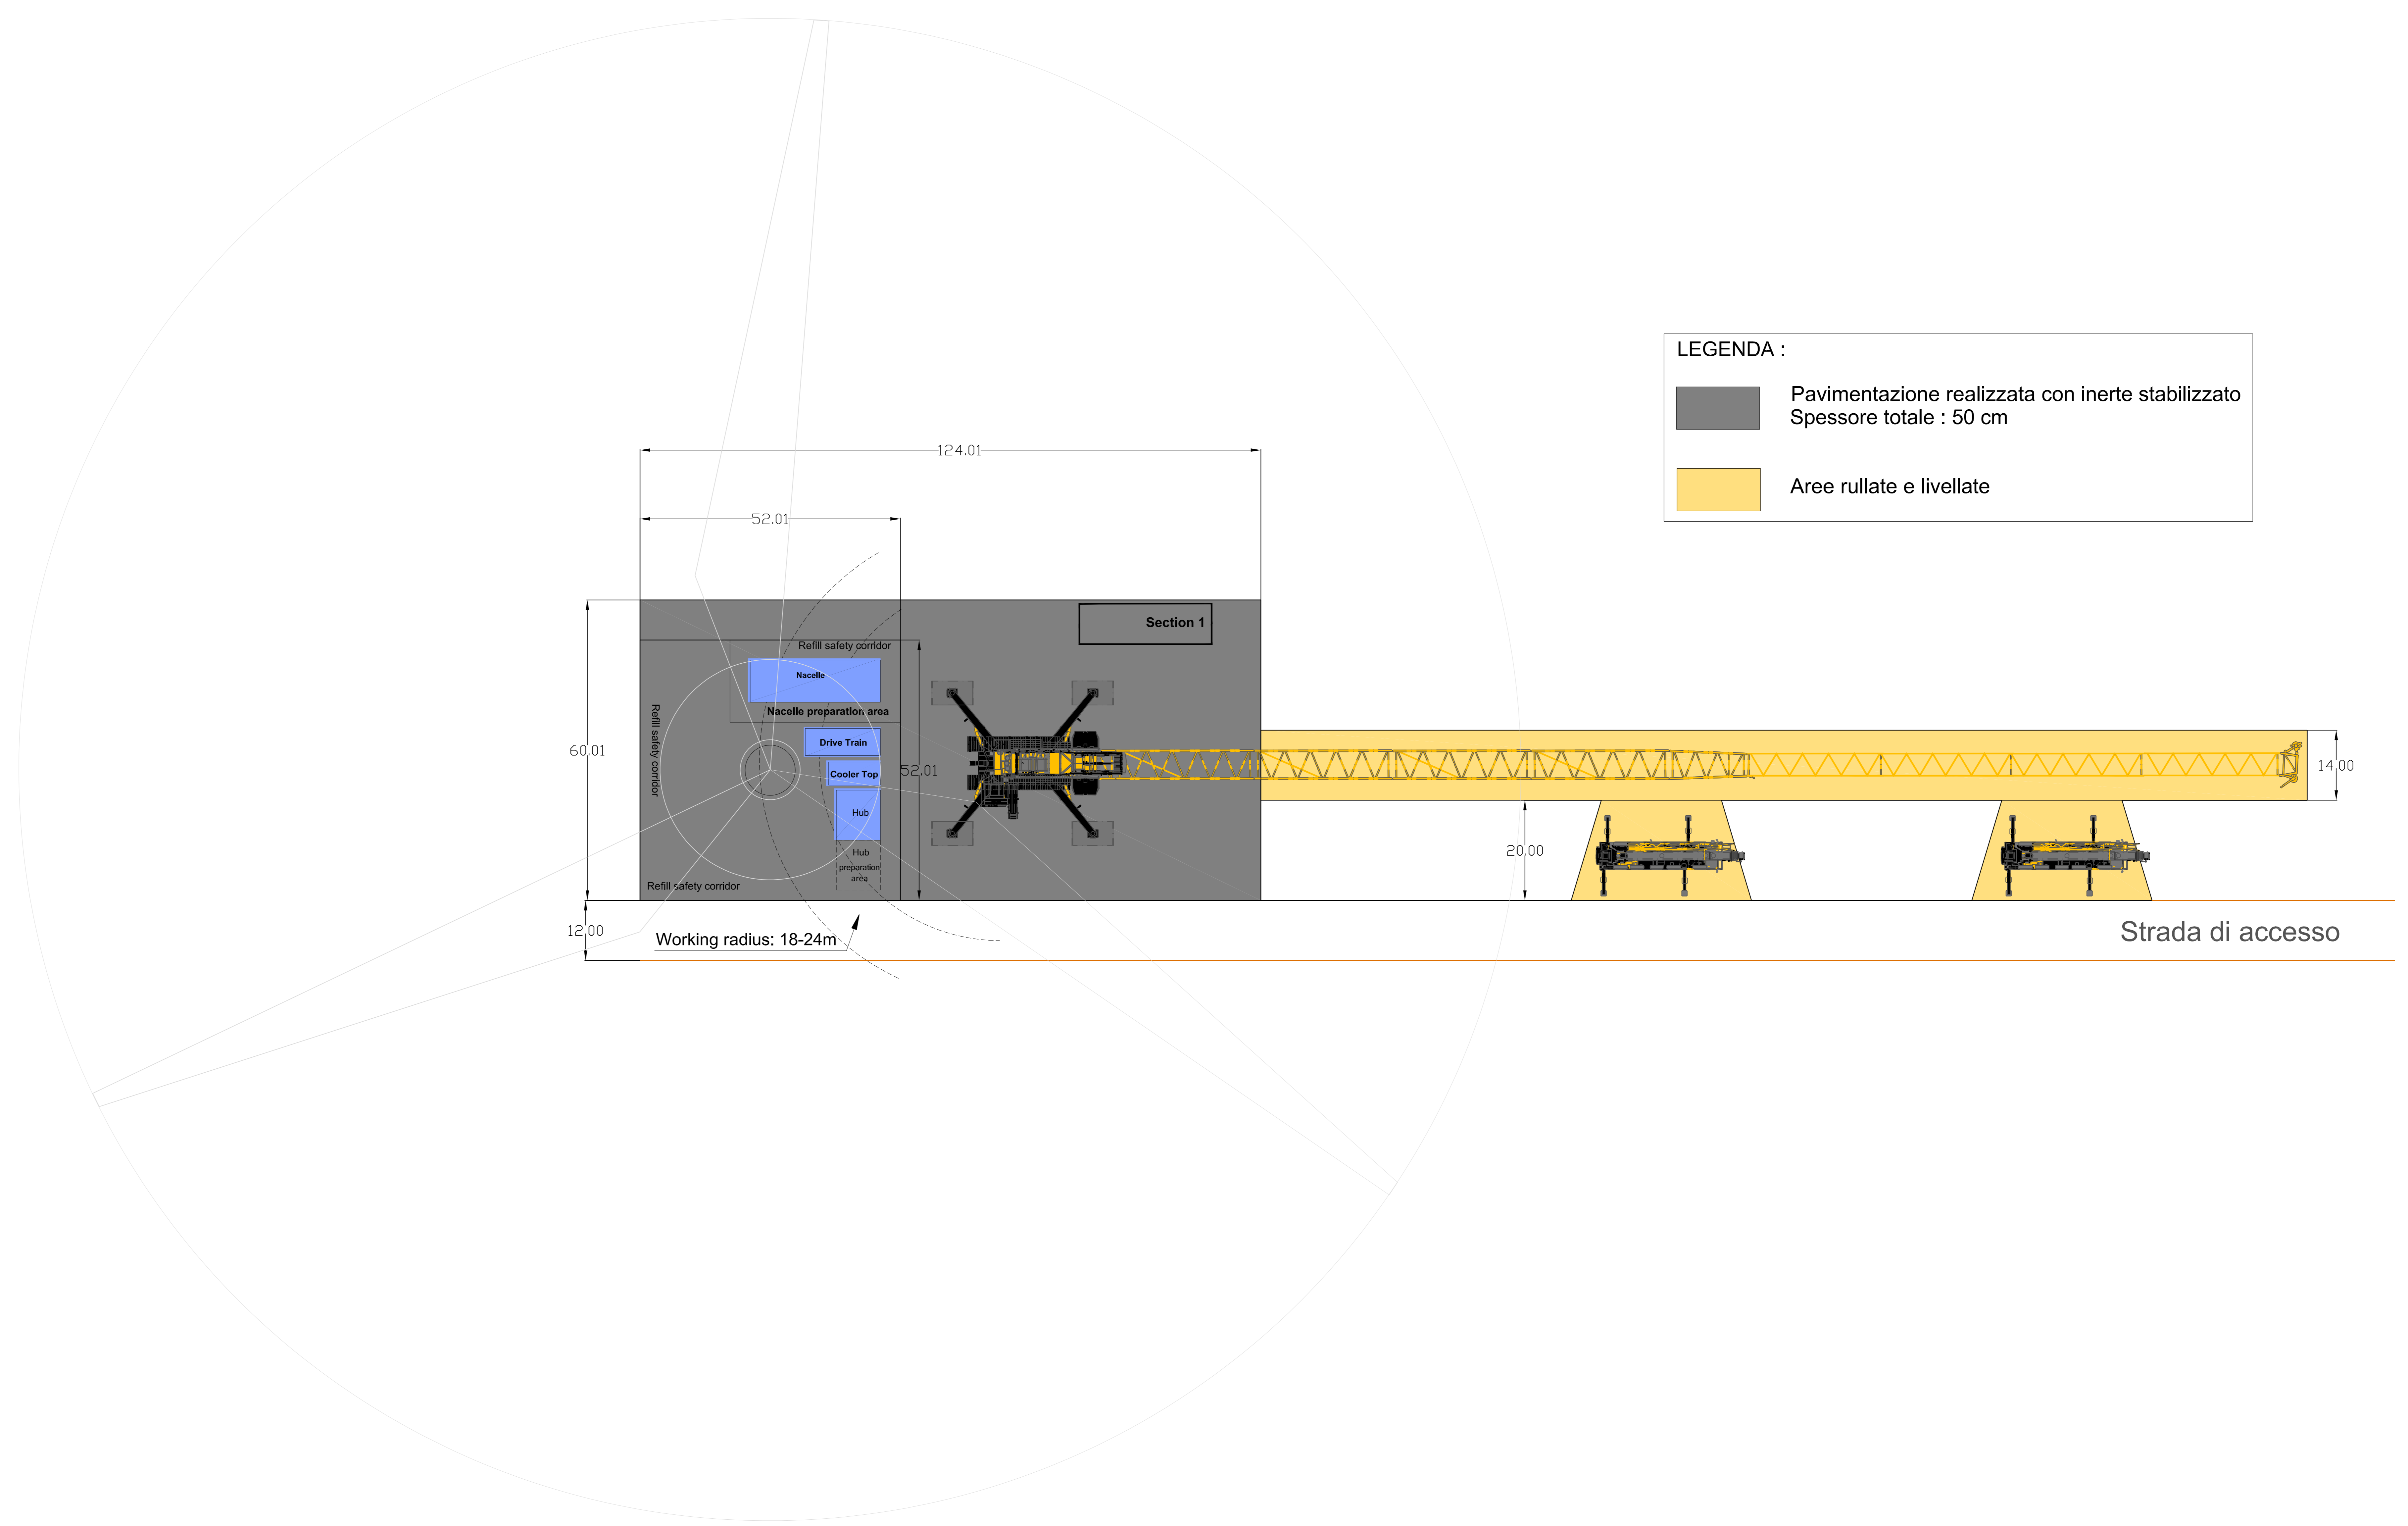 LEGENDA :
Pavimentazione realizzata con inerte stabilizzato
Spessore totale : 50 cm
Aree rullate e livellate
124.01
52.01
Section 1
Refill safety corridor
Nacelle
Nacelle preparation area
Refill safety corridor
Drive Train
60.01
52.01
Cooler Top
14.00
Hub
20.00
Hub
preparation
area
Refill safety corridor
12.00
Working radius: 18-24m
Strada di accesso